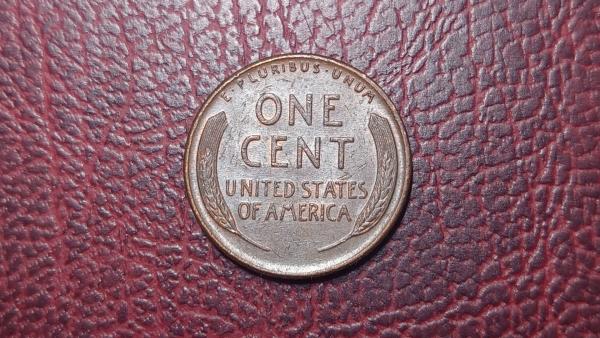 E·PLURIBUS·UNUM
ONE
CENT
UNITED STATES
OF AMERICA